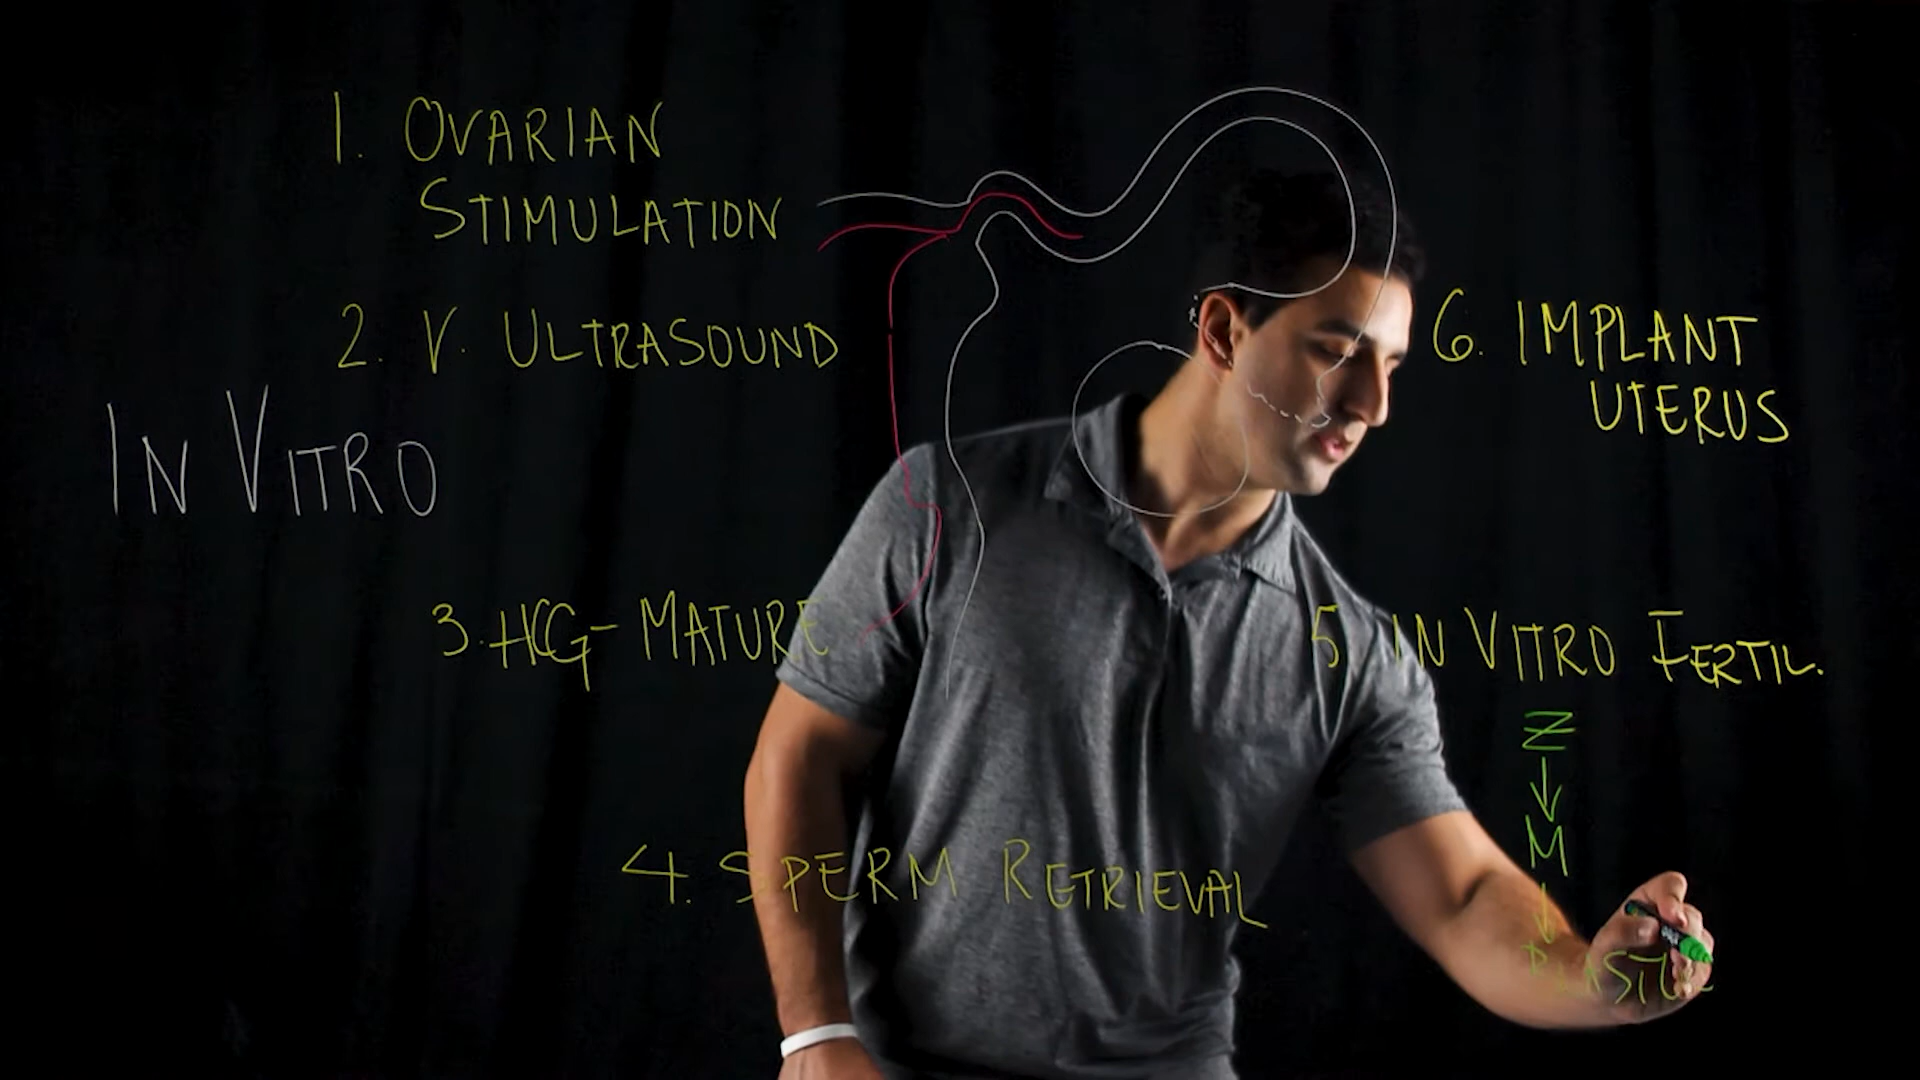 1. OVARIAN
STIMULATION
2. V. ULTRASOUND
IN VITRO
3. HCG- MATURE
4. SPERM RETRIEVAL
5. IN VITRO FERTIL.
Z
↓
M
↓
6. IMPLANT
UTERUS